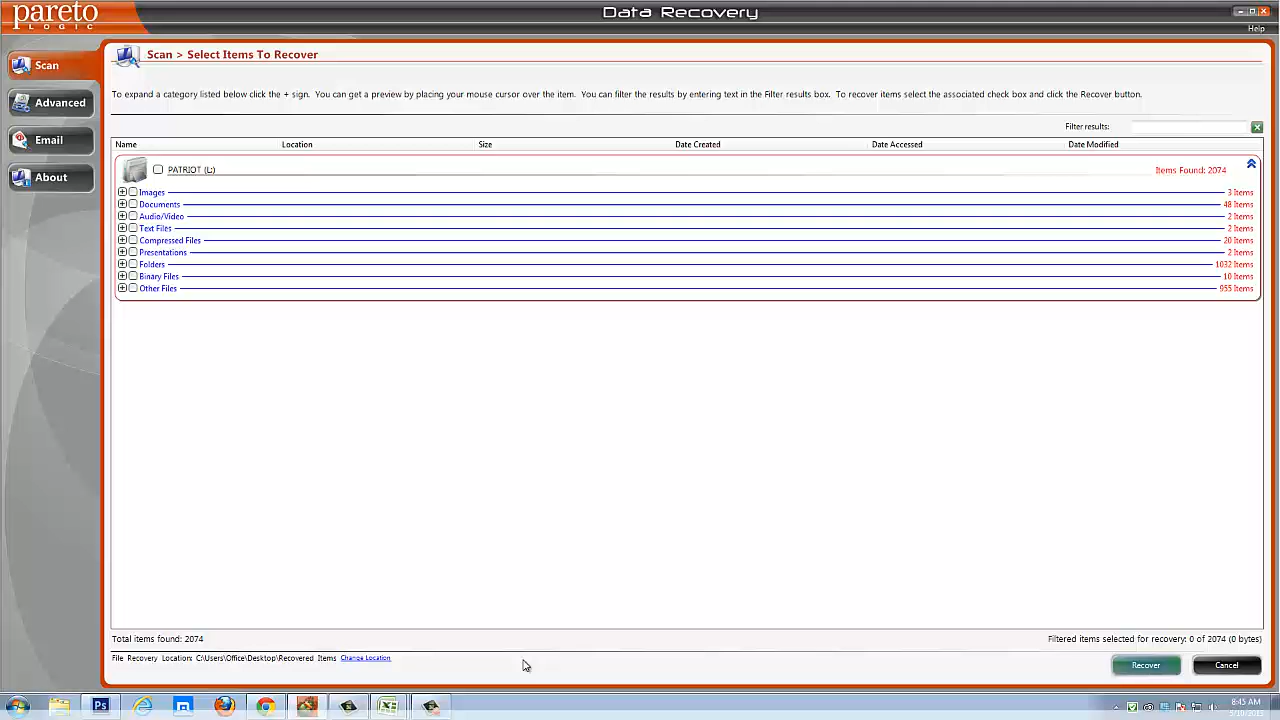 pareto
LOGIC
Data Recovery
Help
Scan
Advanced
Email
About
Scan > Select Items To Recover
To expand a category listed below click the + sign. You can get a preview by placing your mouse cursor over the item. You can filter the results by entering text in the Filter results box. To recover items select the associated check box and click the Recover button.
Filter results:
Name Location Size Date Created Date Accessed Date Modified
PATRIOT (L:) Items Found: 2074
Images 3 Items
Documents 48 Items
Audio/Video 2 Items
Text Files 2 Items
Compressed Files 20 Items
Presentations 2 Items
Folders 1032 Items
Binary Files 10 Items
Other Files 955 Items
Total items found: 2074 Filtered items selected for recovery: 0 of 2074 (0 bytes)
File Recovery Location: C:\Users\Office\Desktop\Recovered Items Change Location
Recover Cancel
Ps
8:45 AM